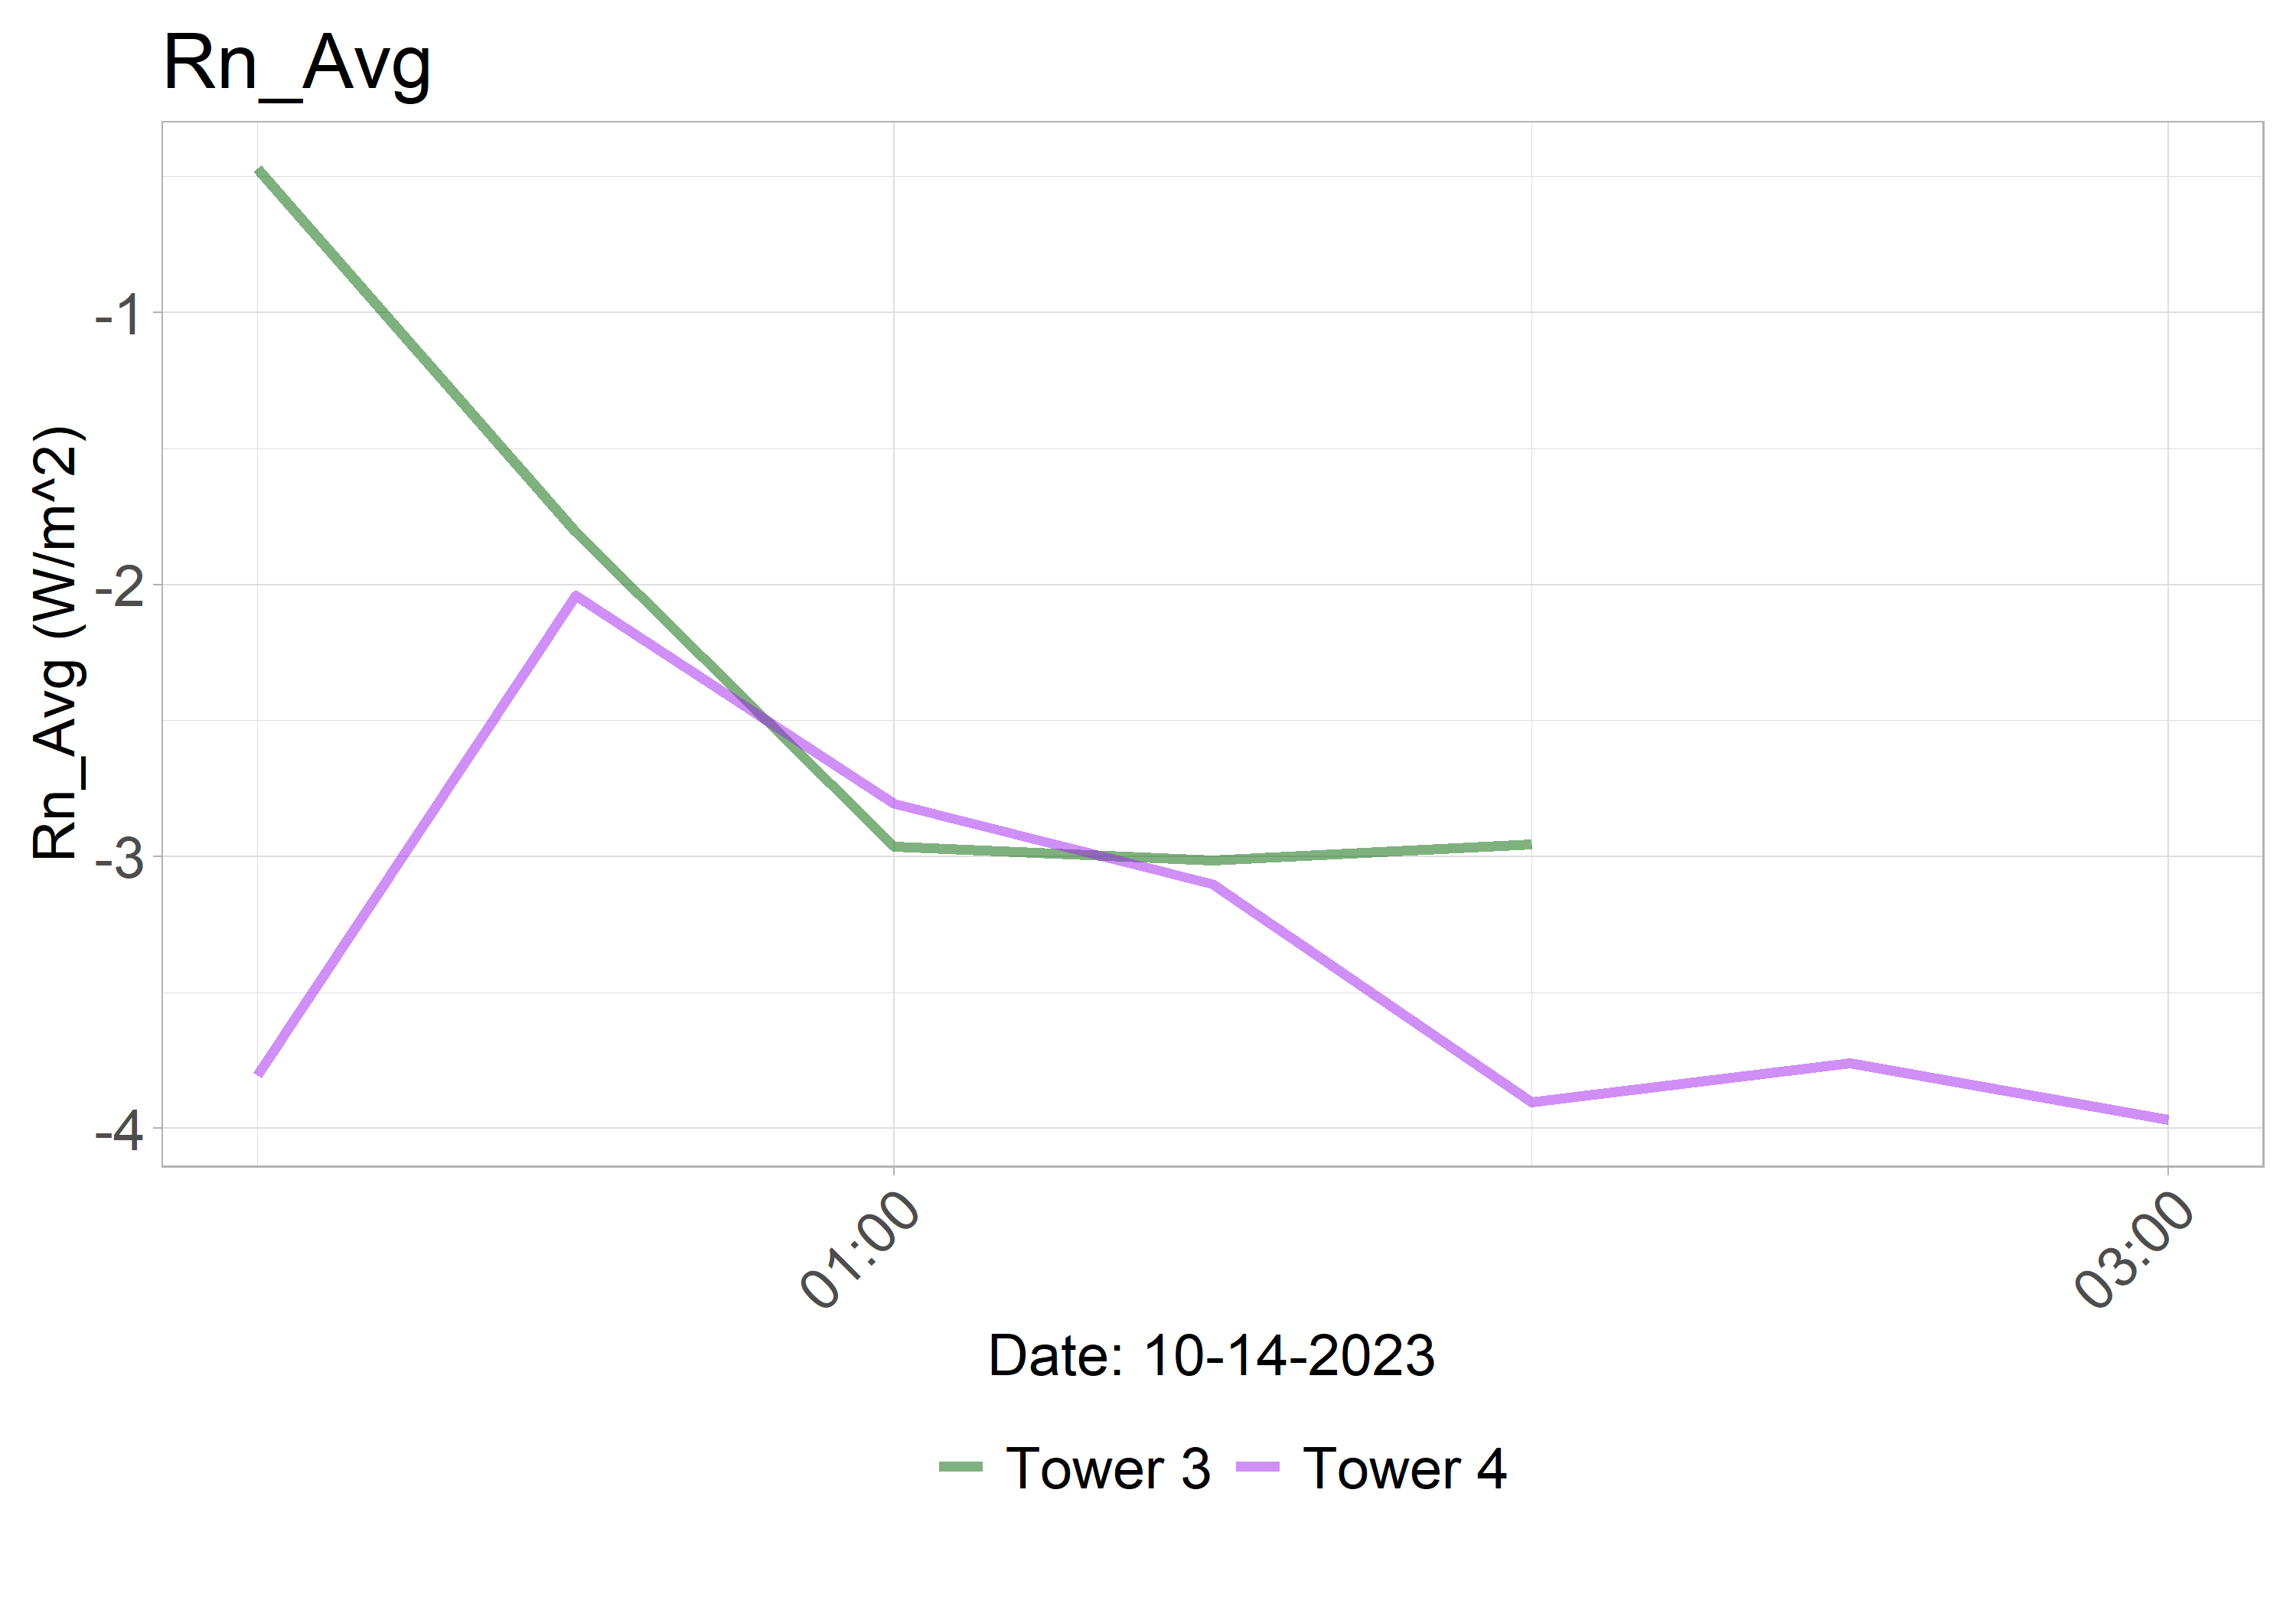 Rn_Avg
Rn_Avg (W/m^2)
-1
-2
-3
-4
01:00
03:00
Date: 10-14-2023
Tower 3
Tower 4